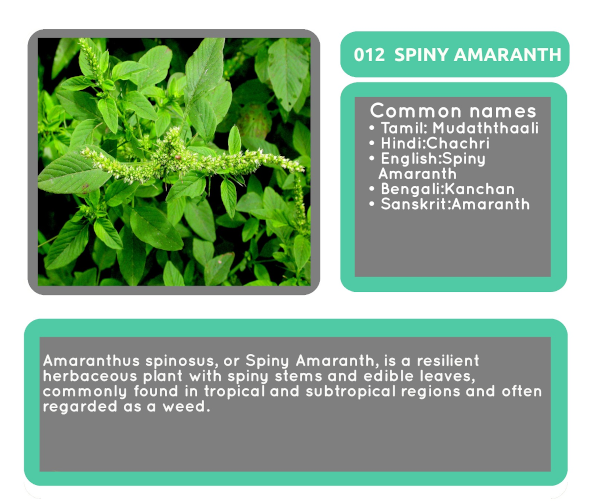 012 SPINY AMARANTH
Common names
• Tamil: Mudaththaali
• Hindi:Chachri
• English:Spiny
Amaranth
• Bengali:Kanchan
• Sanskrit:Amaranth
Amaranthus spinosus, or Spiny Amaranth, is a resilient
herbaceous plant with spiny stems and edible leaves,
commonly found in tropical and subtropical regions and often
regarded as a weed.